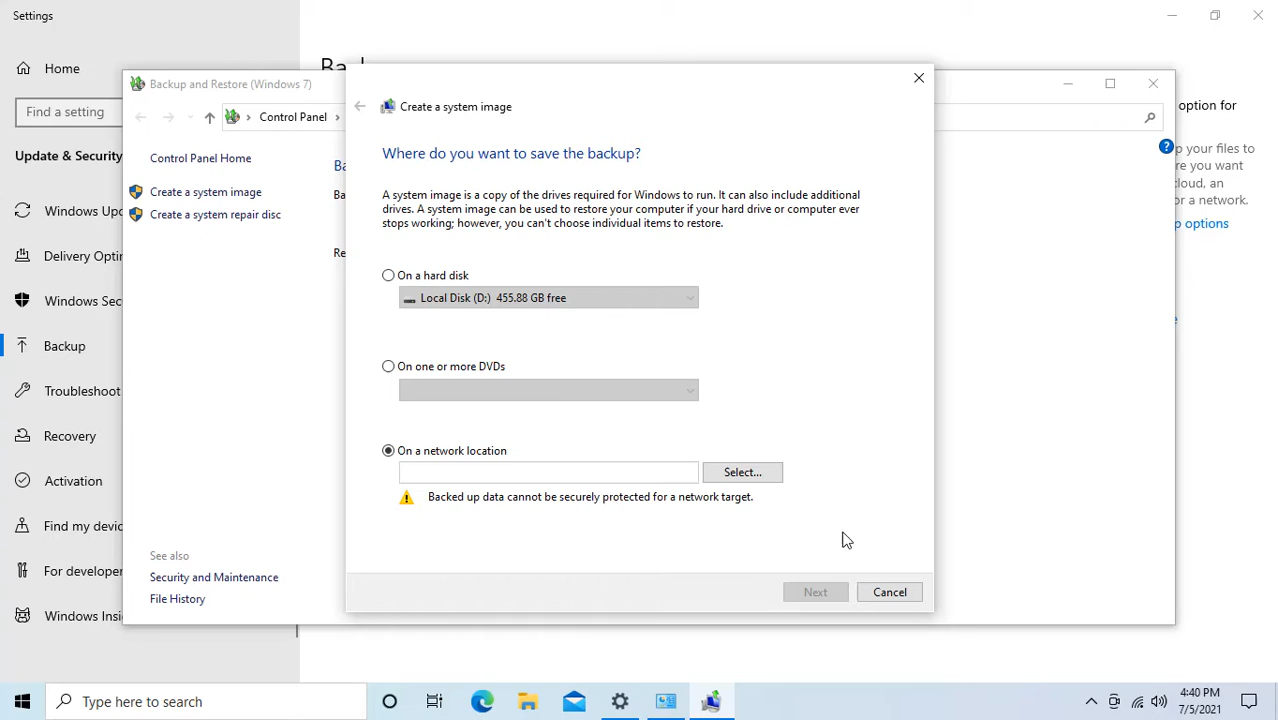 Settings
Home
Find a setting
Update & Security
Windows Up
Delivery Opti
Windows Sec
Backup
Troubleshoot
Recovery
Activation
Find my devic
For developer
Windows Insi
Backup and Restore (Windows 7)
Control Panel
Control Panel Home
Create a system image
Create a system repair disc
See also
Security and Maintenance
File History
Ba
Ba
Re
Create a system image
Where do you want to save the backup?
A system image is a copy of the drives required for Windows to run. It can also include additional
drives. A system image can be used to restore your computer if your hard drive or computer ever
stops working; however, you can't choose individual items to restore.
On a hard disk
Local Disk (D:) 455.88 GB free
On one or more DVDs
On a network location
Select...
Backed up data cannot be securely protected for a network target.
Next
Cancel
option for
p your files to
re you want
cloud, an
r a network.
p options
Type here to search
4:40 PM
7/5/2021